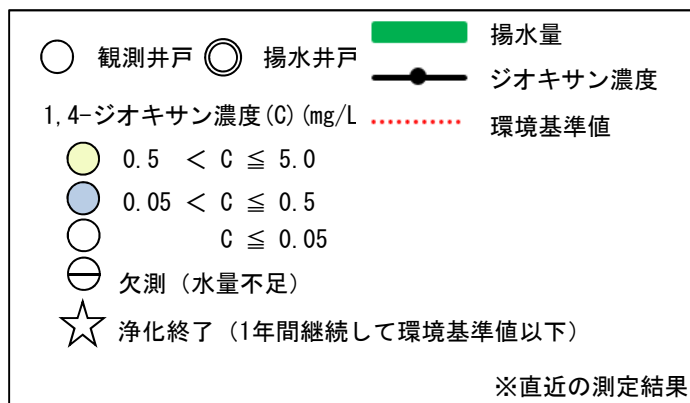 観測井戸 揚水井戸 揚水量
ジオキサン濃度
1,4-ジオキサン濃度(C)(mg/L 環境基準値
0.5 < C ≦ 5.0
0.05 < C ≦ 0.5
C ≦ 0.05
欠測（水量不足）
浄化終了（1年間継続して環境基準値以下）
※直近の測定結果